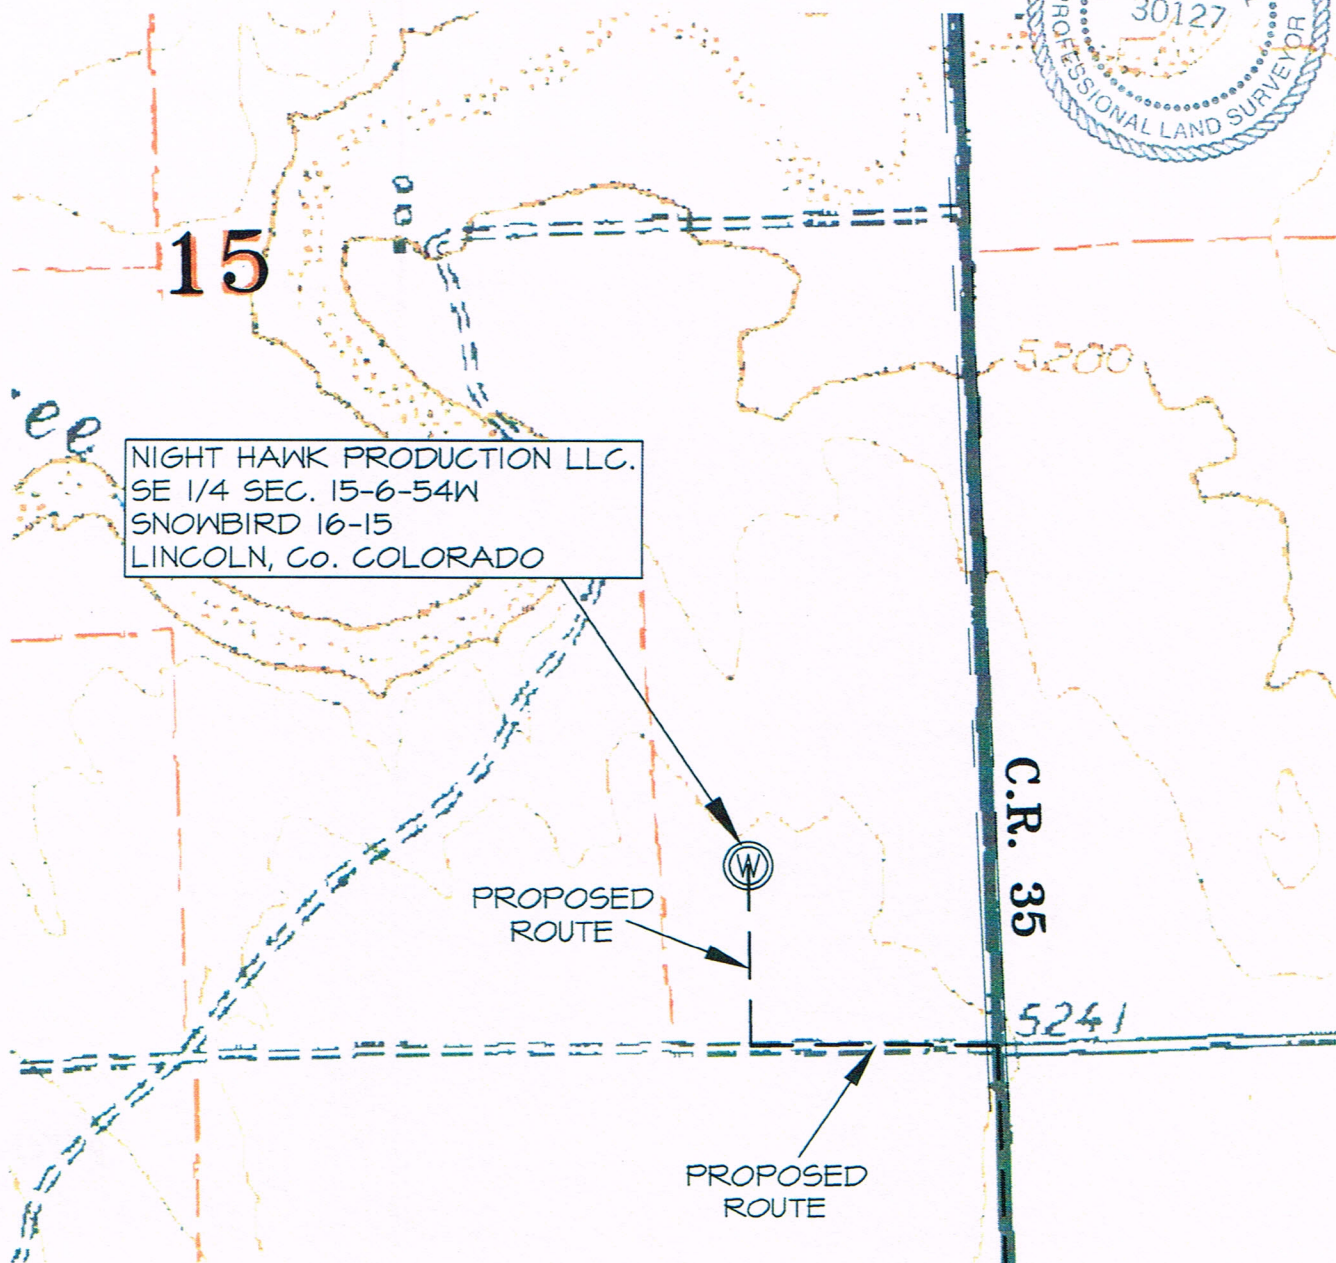 30127
PROFESSIONAL LAND SURVEYOR
15
5200
ee
NIGHT HAWK PRODUCTION LLC.
SE 1/4 SEC. 15-6-54W
SNOWBIRD 16-15
LINCOLN, Co. COLORADO
C.R. 35
W
PROPOSED
ROUTE
5241
PROPOSED
ROUTE